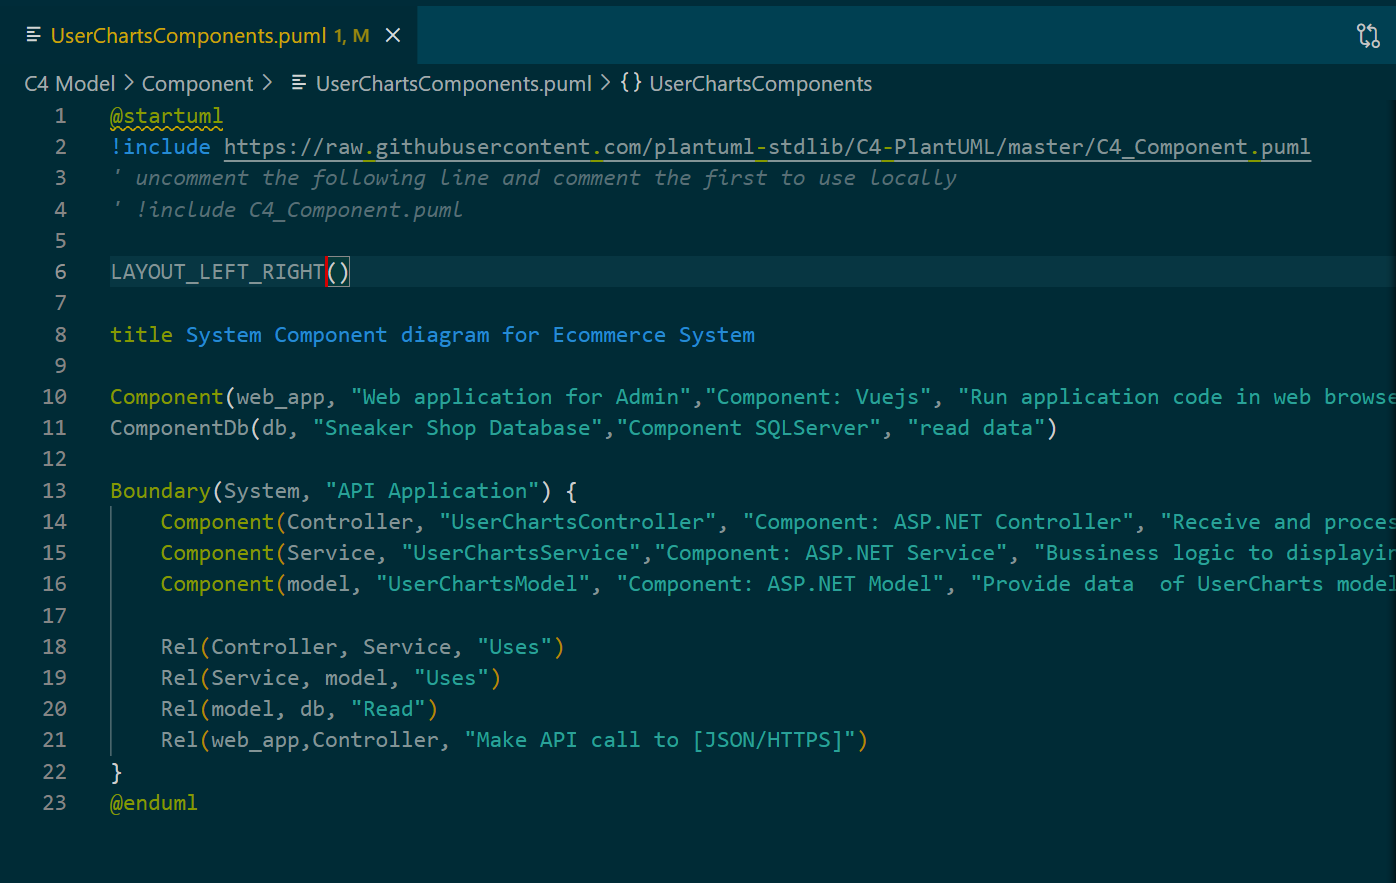 UserChartsComponents.puml 1, M
C4 Model > Component > UserChartsComponents.puml > {} UserChartsComponents
1 @startuml
2 !include https://raw.githubusercontent.com/plantuml-stdlib/C4-PlantUML/master/C4_Component.puml
3 ' uncomment the following line and comment the first to use locally
4 ' !include C4_Component.puml
5
6 LAYOUT_LEFT_RIGHT()
7
8 title System Component diagram for Ecommerce System
9
10 Component(web_app, "Web application for Admin","Component: Vuejs", "Run application code in web browse
11 ComponentDb(db, "Sneaker Shop Database","Component SQLServer", "read data")
12
13 Boundary(System, "API Application") {
14 Component(Controller, "UserChartsController", "Component: ASP.NET Controller", "Receive and proces
15 Component(Service, "UserChartsService","Component: ASP.NET Service", "Bussiness logic to displayin
16 Component(model, "UserChartsModel", "Component: ASP.NET Model", "Provide data  of UserCharts model
17
18 Rel(Controller, Service, "Uses")
19 Rel(Service, model, "Uses")
20 Rel(model, db, "Read")
21 Rel(web_app,Controller, "Make API call to [JSON/HTTPS]")
22 }
23 @enduml